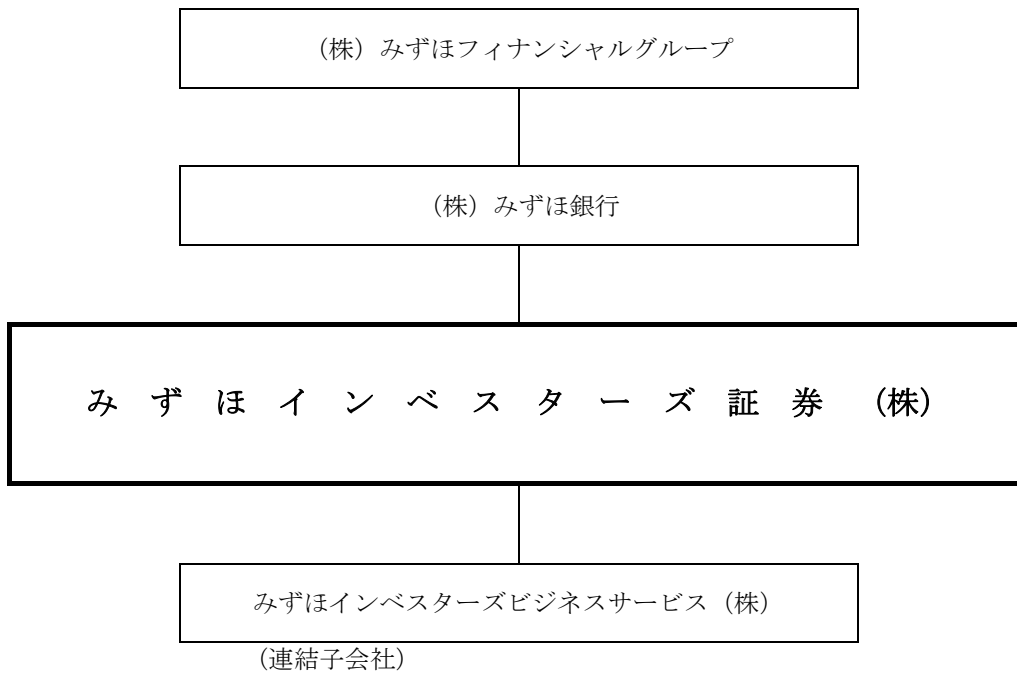 （株）みずほフィナンシャルグループ
（株）みずほ銀行
みずほインベスターズ証券　（株）
みずほインベスターズビジネスサービス（株）
（連結子会社）